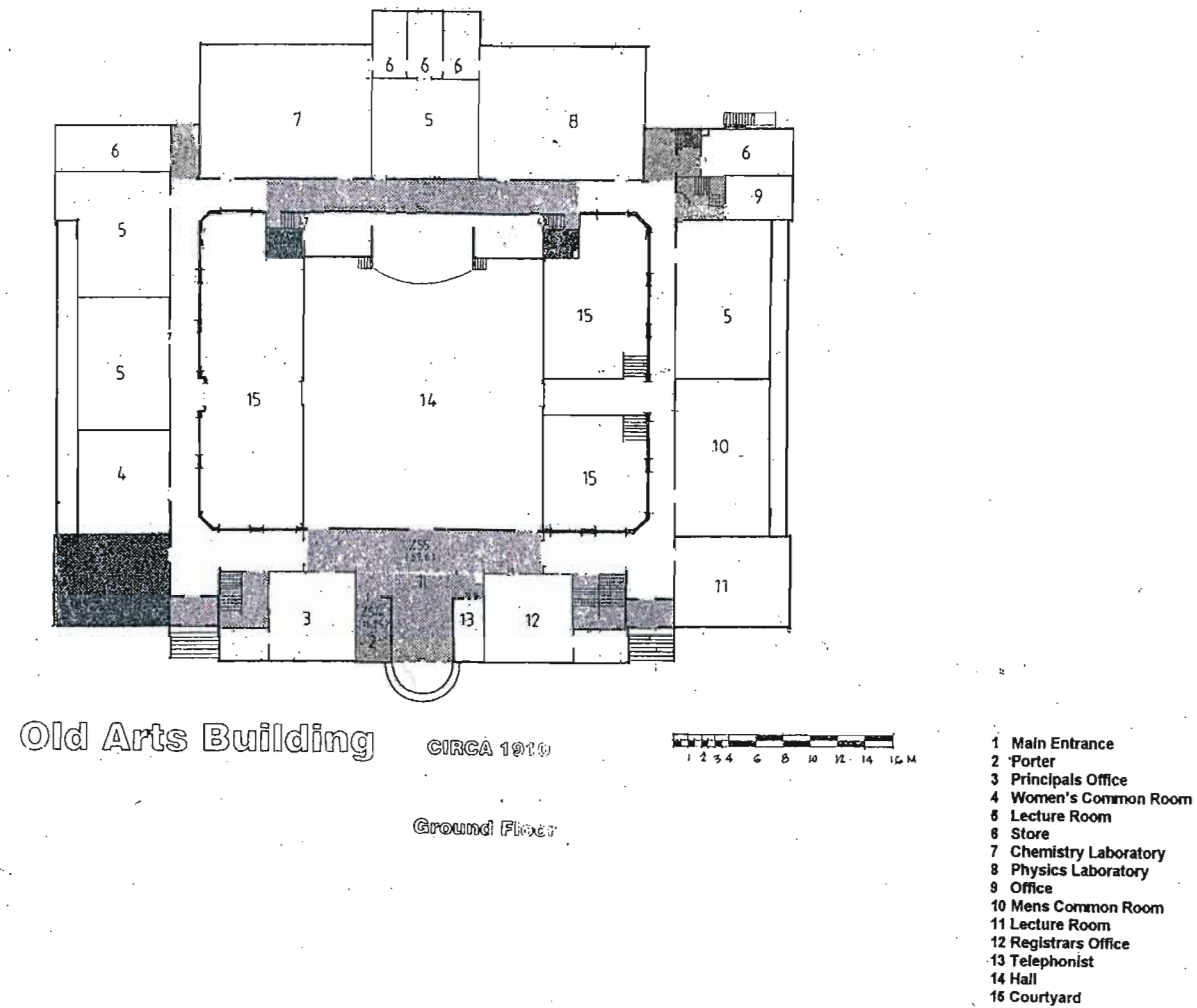 6 6 6
7 5 8
6 6
9
5
15 5
5 15 14
10
4 15
255
11
3 13 12
2
Old Arts Building CIRCA 1910
1 2 3 4 6 8 10 12 14 16 M
Ground Floor
1 Main Entrance
2 Porter
3 Principals Office
4 Women's Common Room
5 Lecture Room
6 Store
7 Chemistry Laboratory
8 Physics Laboratory
9 Office
10 Mens Common Room
11 Lecture Room
12 Registrars Office
13 Telephonist
14 Hall
15 Courtyard